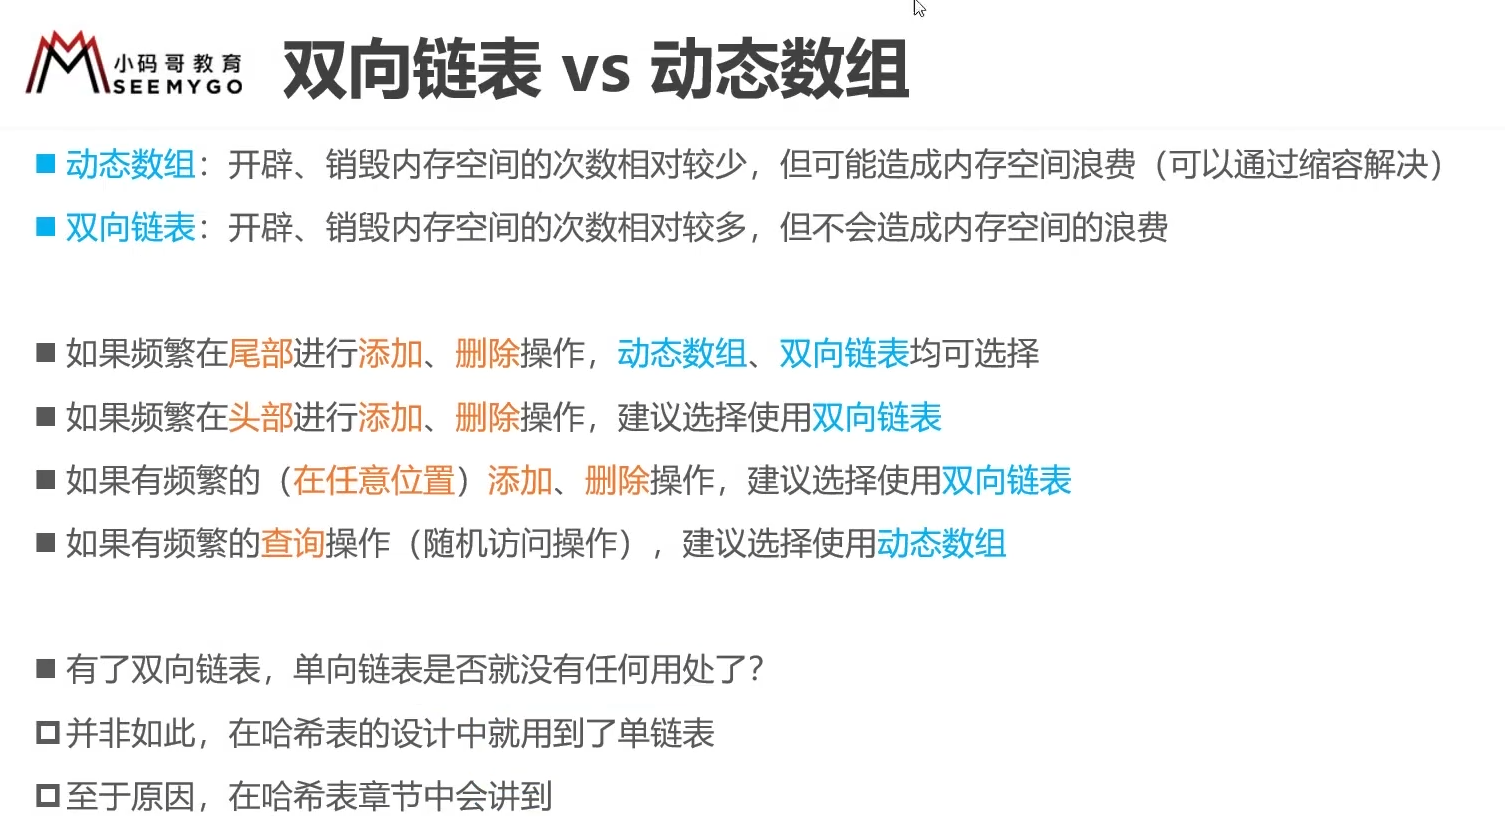 小码哥教育
SEEMYGO
双向链表 vs 动态数组
动态数组：开辟、销毁内存空间的次数相对较少，但可能造成内存空间浪费（可以通过缩容解决）
双向链表：开辟、销毁内存空间的次数相对较多，但不会造成内存空间的浪费
如果频繁在尾部进行添加、删除操作，动态数组、双向链表均可选择
如果频繁在头部进行添加、删除操作，建议选择使用双向链表
如果有频繁的（在任意位置）添加、删除操作，建议选择使用双向链表
如果有频繁的查询操作（随机访问操作），建议选择使用动态数组
有了双向链表，单向链表是否就没有任何用处了？
并非如此，在哈希表的设计中就用到了单链表
至于原因，在哈希表章节中会讲到